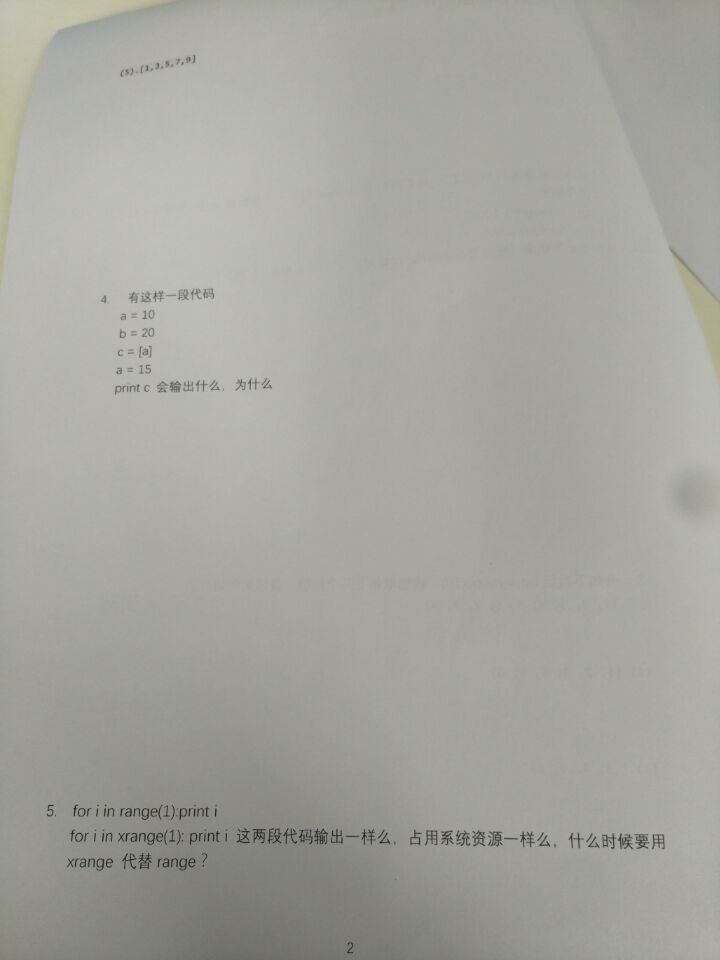 (5).[1,3,5,7,9]
4. 有这样一段代码
a = 10
b = 20
c = [a]
a = 15
print c 会输出什么，为什么
5. for i in range(1):print i
for i in xrange(1): print i 这两段代码输出一样么，占用系统资源一样么，什么时候要用
xrange 代替 range？
2